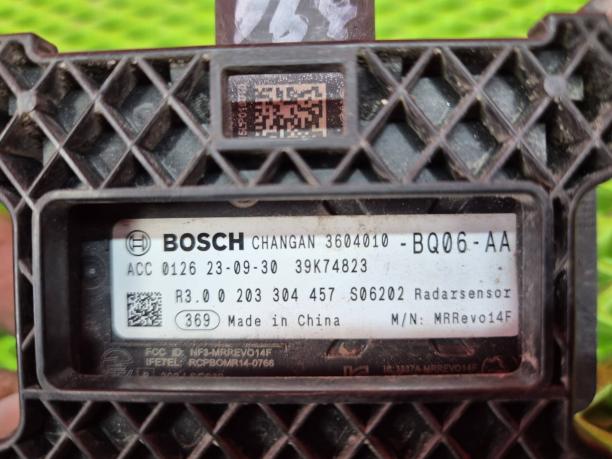 BOSCH CHANGAN 3604010 -BQ06-AA
ACC 0126 23-09-30 39K74823
R3.0 0 203 304 457 S06202 Radarsensor
369 Made in China M/N: MRRevo14F
FCC ID: NF3-MRREVO14F
IFETEL: RCPBOMR14-0766